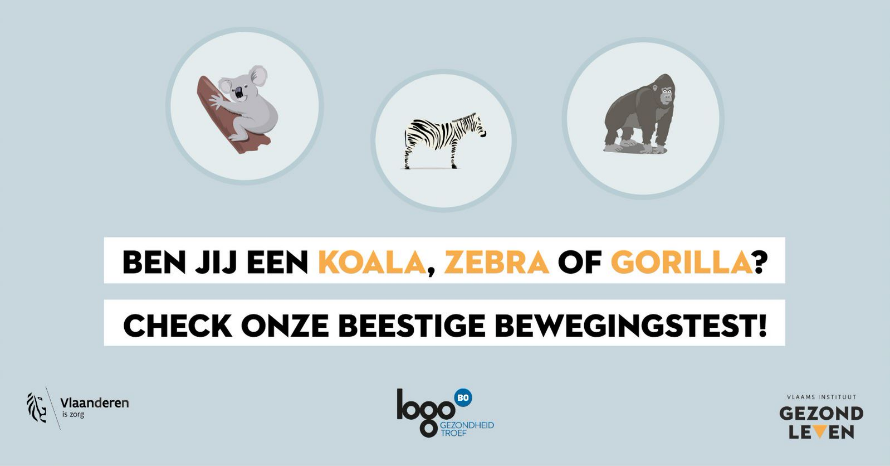 BEN JIJ EEN KOALA, ZEBRA OF GORILLA?
CHECK ONZE BEESTIGE BEWEGINGSTEST!
Vlaanderen
is zorg
logo BO
GEZONDHEID
TROEF
VLAAMS INSTITUUT
GEZOND
LEVEN